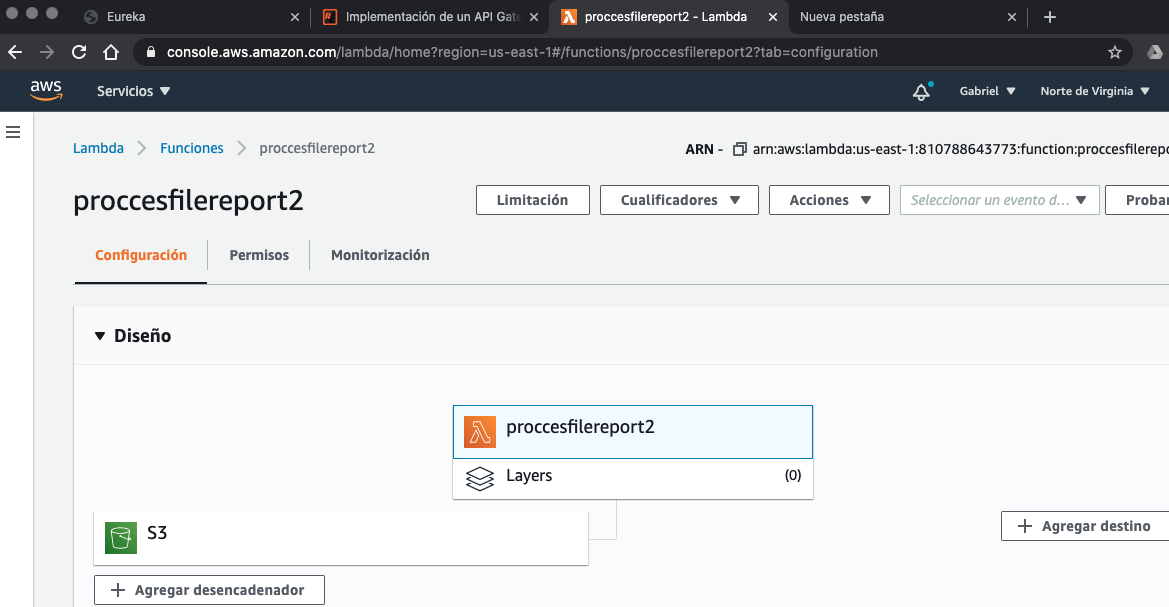 Eureka
Implementación de un API Gate
proccesfilereport2 - Lambda
Nueva pestaña
console.aws.amazon.com/lambda/home?region=us-east-1#/functions/proccesfilereport2?tab=configuration
aws
Servicios
Gabriel
Norte de Virginia
Lambda
Funciones
proccesfilereport2
ARN - arn:aws:lambda:us-east-1:810788643773:function:proccesfilerepo
proccesfilereport2
Limitación
Cualificadores
Acciones
Seleccionar un evento d...
Probar
Configuración
Permisos
Monitorización
Diseño
proccesfilereport2
Layers (0)
S3
Agregar destino
Agregar desencadenador